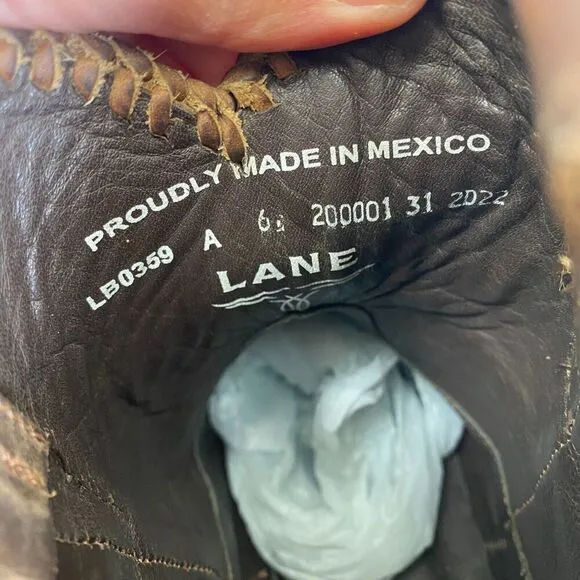 PROUDLY MADE IN MEXICO
LB0359 A 200001 31 2022
LANE